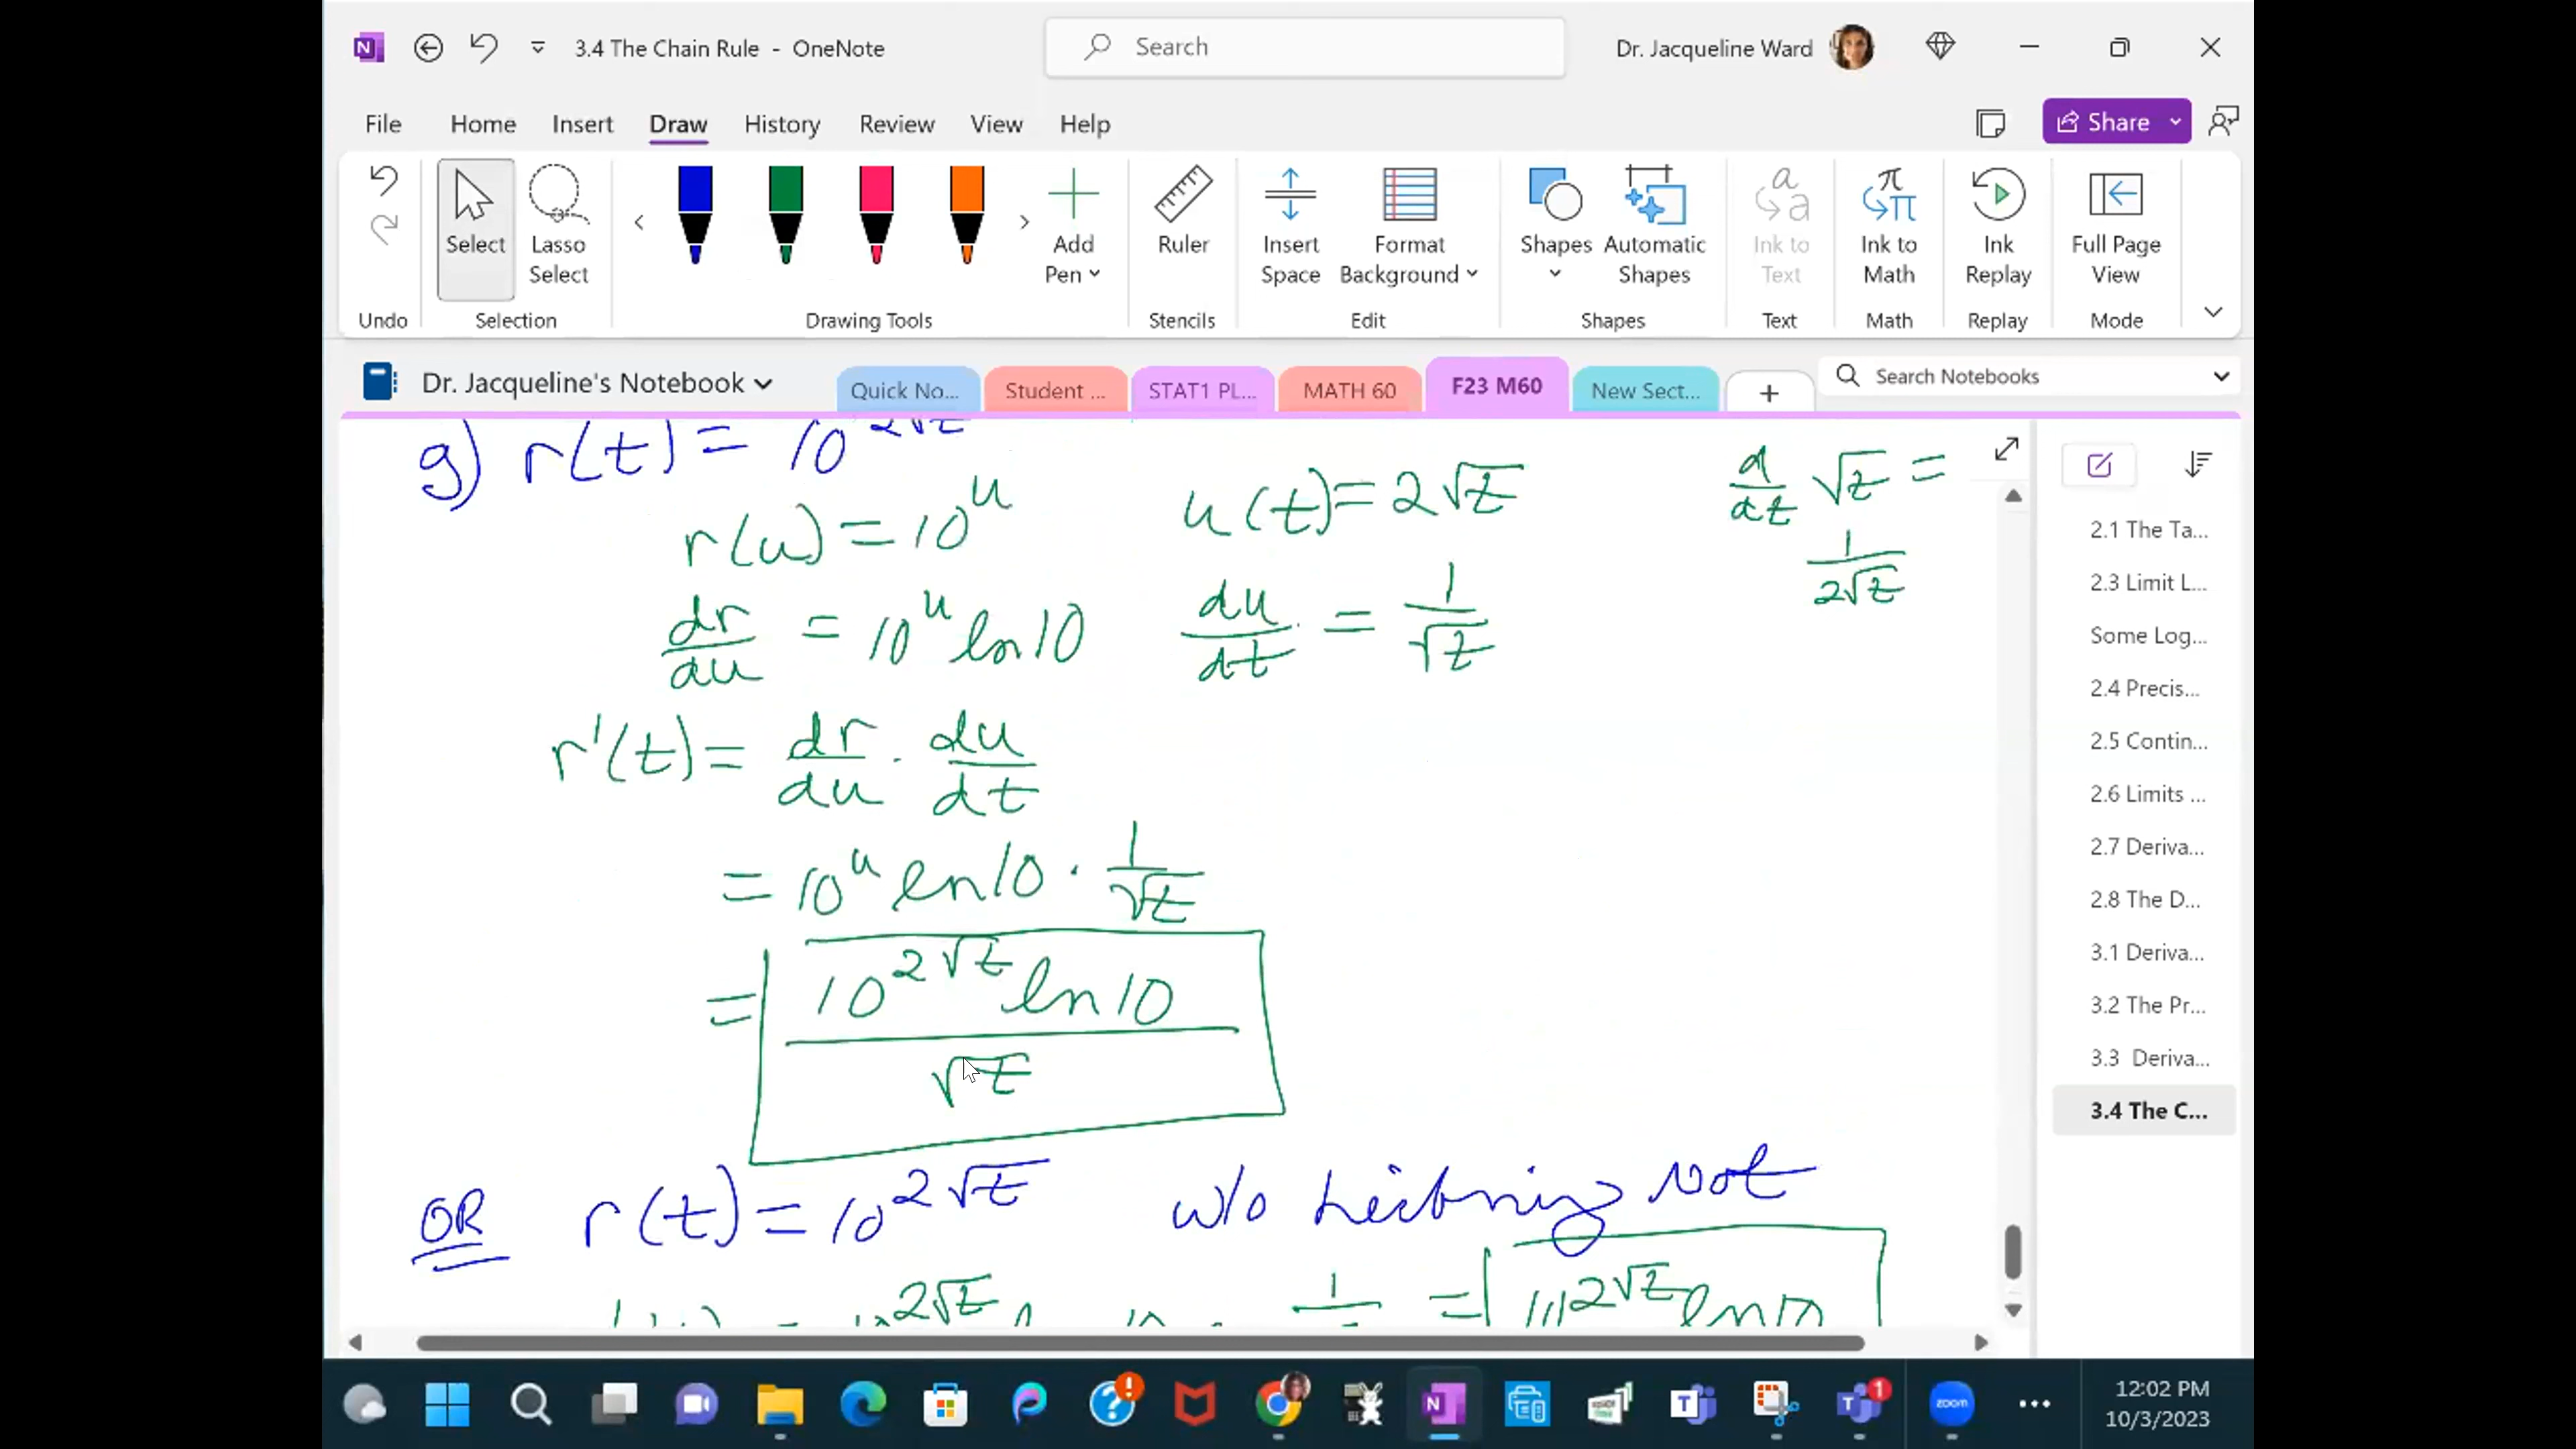 3.4 The Chain Rule - OneNote
Search
Dr. Jacqueline Ward
File Home Insert Draw History Review View Help
Share
Select
Lasso Select
Add Pen
Ruler
Insert Space
Format Background
Shapes
Automatic Shapes
Ink to Text
Ink to Math
Ink Replay
Full Page View
Undo Selection Drawing Tools Stencils Edit Shapes Text Math Replay Mode
Dr. Jacqueline's Notebook
Quick No... Student ... STAT1 PL... MATH 60 F23 M60 New Sect... +
Search Notebooks
g) r(t) = 10^{2√t}
r(u) = 10^u u(t) = 2√t d/dt √t =
1/(2√t)
dr/du = 10^u ln10 du/dt = 1/√t
r'(t) = dr/du · du/dt
= 10^u ln10 · 1/√t
= 10^{2√t} ln10 / √t
OR r(t) = 10^{2√t} w/o Leibniz Not
2.1 The Ta...
2.3 Limit L...
Some Log...
2.4 Precis...
2.5 Contin...
2.6 Limits ...
2.7 Deriva...
2.8 The D...
3.1 Deriva...
3.2 The Pr...
3.3 Deriva...
3.4 The C...
zoom
12:02 PM
10/3/2023